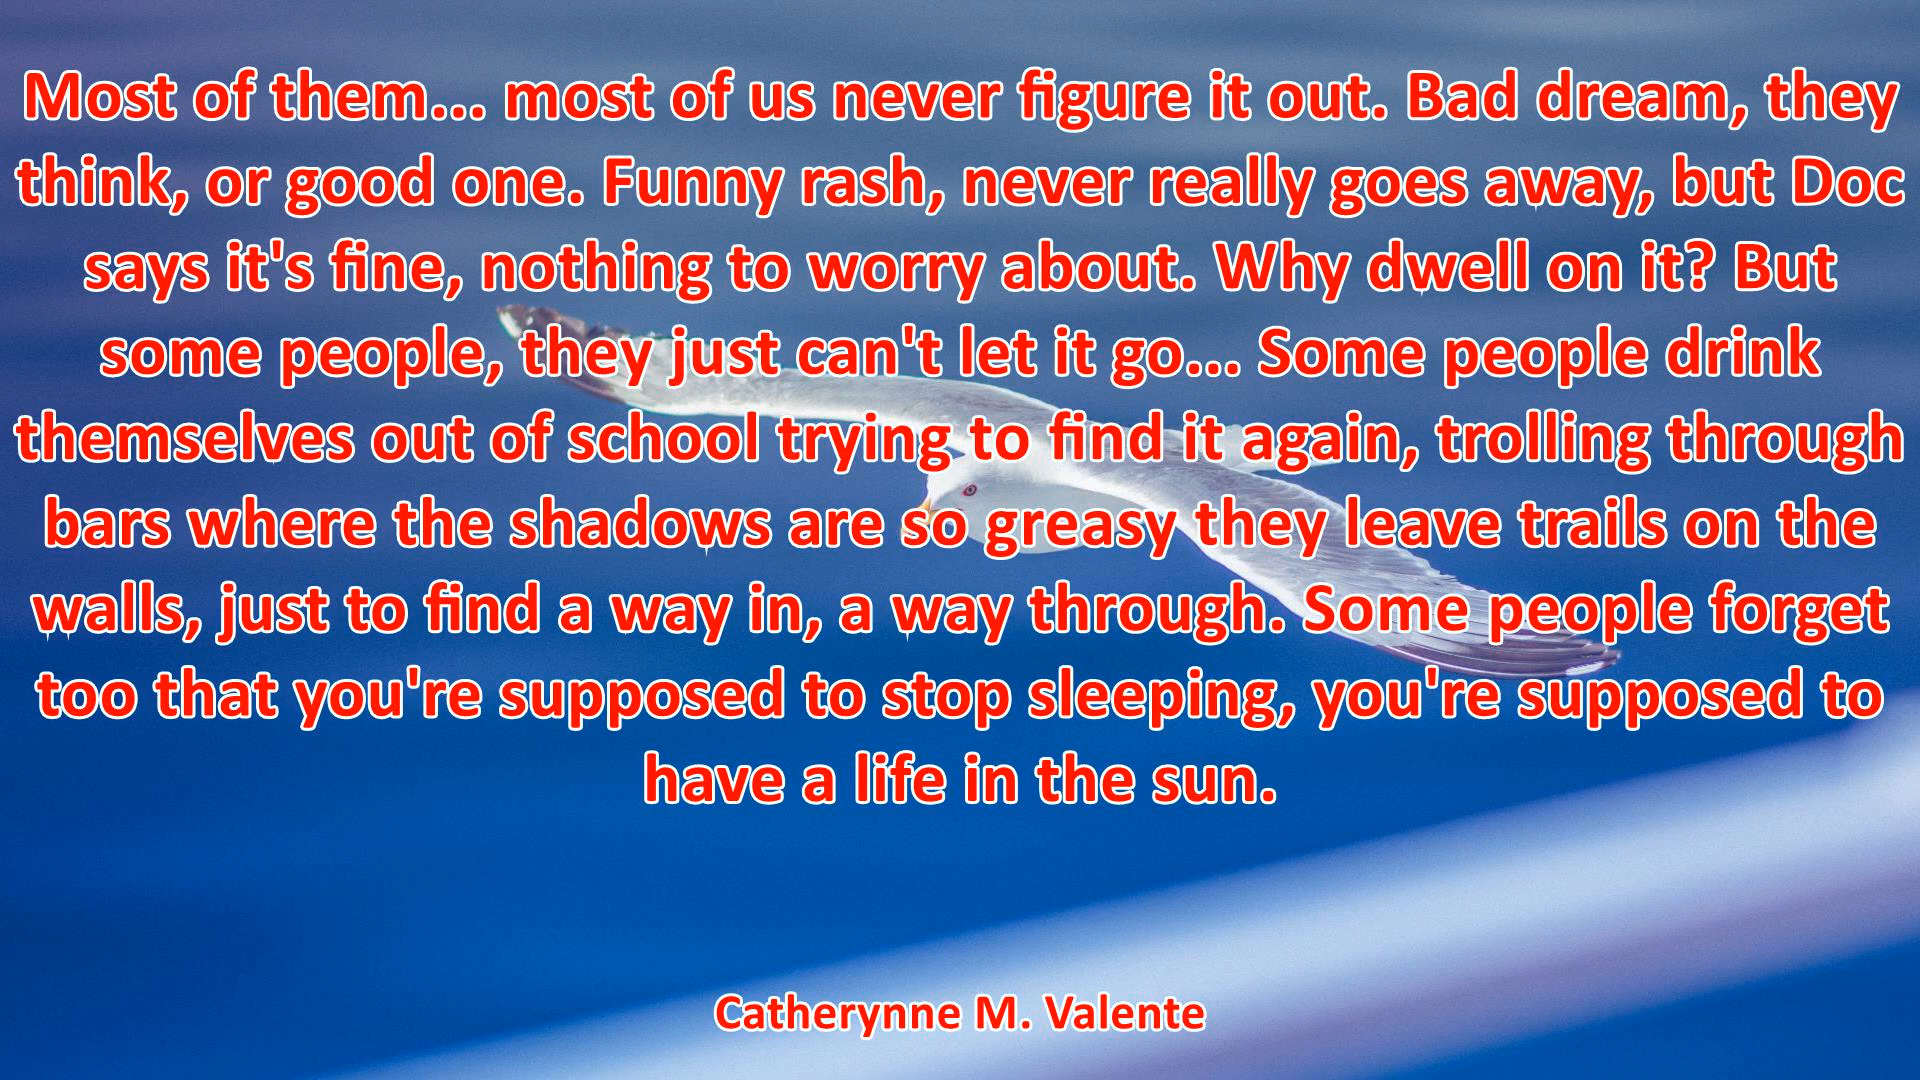 Most of them... most of us never figure it out. Bad dream, they
think, or good one. Funny rash, never really goes away, but Doc
says it's fine, nothing to worry about. Why dwell on it? But
some people, they just can't let it go... Some people drink
themselves out of school trying to find it again, trolling through
bars where the shadows are so greasy they leave trails on the
walls, just to find a way in, a way through. Some people forget
too that you're supposed to stop sleeping, you're supposed to
have a life in the sun.
Catherynne M. Valente